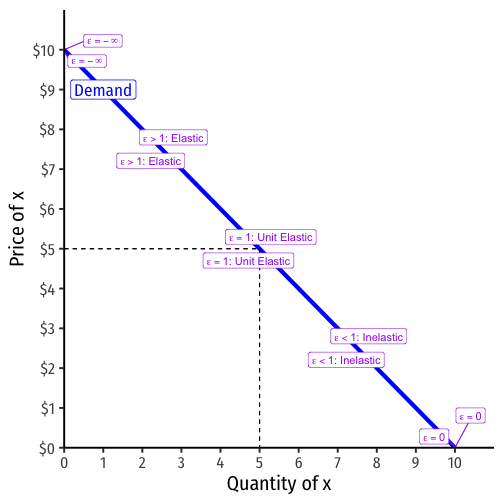 ε = − ∞
$10
ε = − ∞
$9
Demand
$8
ε > 1: Elastic
ε > 1: Elastic
$7
$6
ε = 1: Unit Elastic
$5
ε = 1: Unit Elastic
$4
$3
ε < 1: Inelastic
ε < 1: Inelastic
$2
$1
ε = 0
ε = 0
$0
0 1 2 3 4 5 6 7 8 9 10
Quantity of x
Price of x